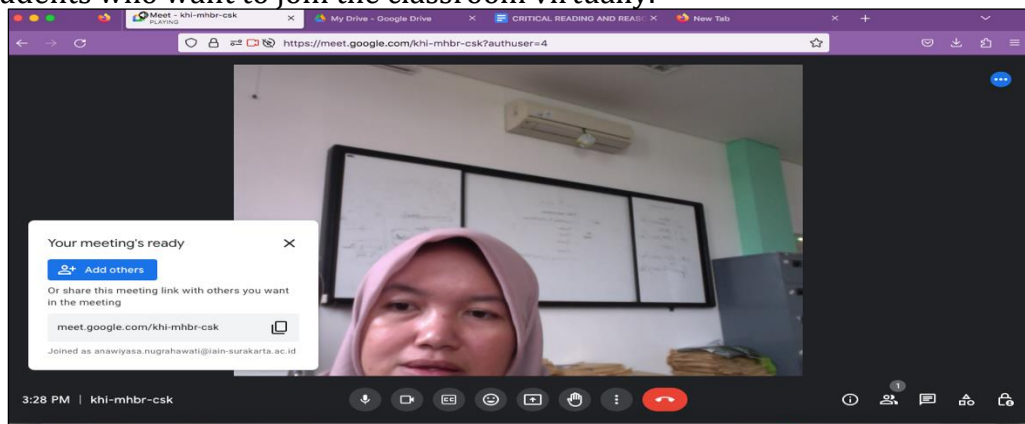 udents who want to join the classroom virtually.
Meet - khi-mhbr-csk
PLAYING
My Drive - Google Drive
CRITICAL READING AND REASO
New Tab
https://meet.google.com/khi-mhbr-csk?authuser=4
Your meeting's ready
Add others
Or share this meeting link with others you want
in the meeting
meet.google.com/khi-mhbr-csk
Joined as anawiyasa.nugrahawati@iain-surakarta.ac.id
3:28 PM | khi-mhbr-csk
CC
1